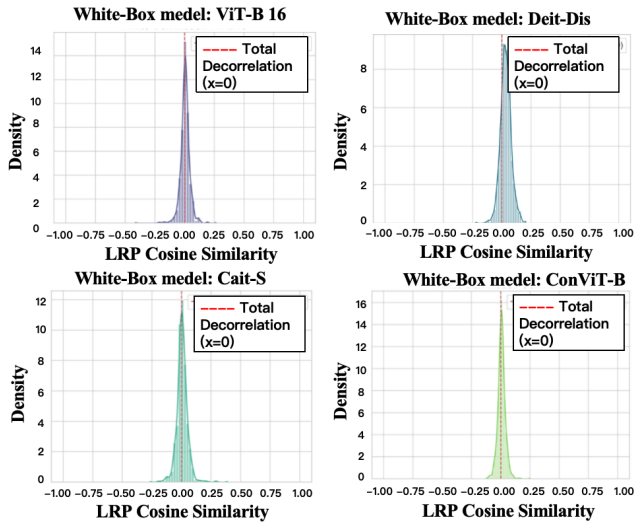 White-Box medel: ViT-B 16
Density
14
12
10
8
6
4
2
0
Total
Decorrelation
(x=0)
-1.00 -0.75 -0.50 -0.25 0.00 0.25 0.50 0.75 1.00
LRP Cosine Similarity
White-Box medel: Deit-Dis
Density
8
6
4
2
0
Total
Decorrelation
(x=0)
)
-1.00 -0.75 -0.50 -0.25 0.00 0.25 0.50 0.75 1.00
LRP Cosine Similarity
White-Box medel: Cait-S
Density
12
10
8
6
4
2
0
Total
Decorrelation
(x=0)
-1.00 -0.75 -0.50 -0.25 0.00 0.25 0.50 0.75 1.00
LRP Cosine Similarity
White-Box medel: ConViT-B
Density
16
14
12
10
8
6
4
2
0
Total
Decorrelation
(x=0)
-1.00 -0.75 -0.50 -0.25 0.00 0.25 0.50 0.75 1.00
LRP Cosine Similarity